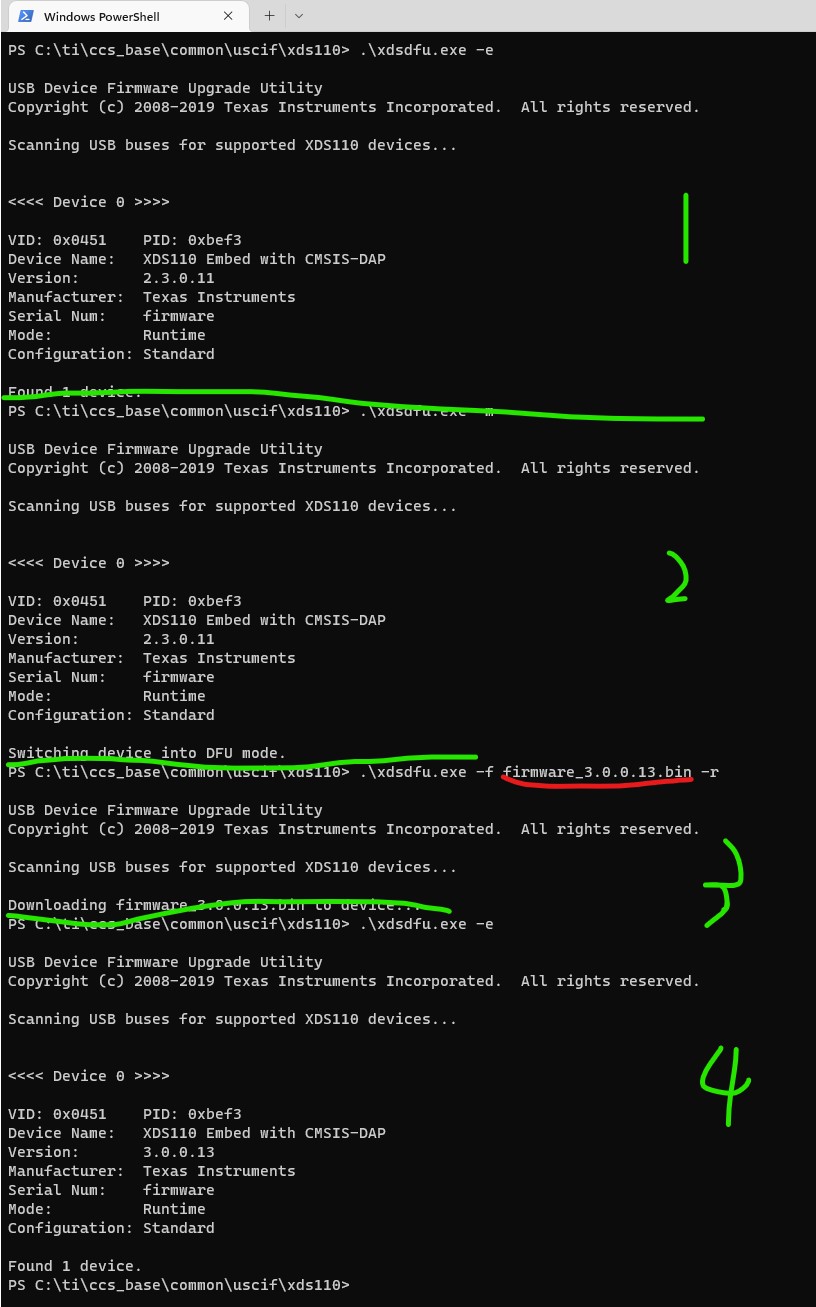 Windows PowerShell
PS C:\ti\ccs_base\common\uscif\xds110> .\xdsdfu.exe -e
USB Device Firmware Upgrade Utility
Copyright (c) 2008-2019 Texas Instruments Incorporated.  All rights reserved.
Scanning USB buses for supported XDS110 devices...
<<<< Device 0 >>>>
1
VID: 0x0451    PID: 0xbef3
Device Name:   XDS110 Embed with CMSIS-DAP
Version:       2.3.0.11
Manufacturer:  Texas Instruments
Serial Num:    firmware
Mode:          Runtime
Configuration: Standard
Found 1 device.
PS C:\ti\ccs_base\common\uscif\xds110> .\xdsdfu.exe -m
USB Device Firmware Upgrade Utility
Copyright (c) 2008-2019 Texas Instruments Incorporated.  All rights reserved.
Scanning USB buses for supported XDS110 devices...
<<<< Device 0 >>>>
2
VID: 0x0451    PID: 0xbef3
Device Name:   XDS110 Embed with CMSIS-DAP
Version:       2.3.0.11
Manufacturer:  Texas Instruments
Serial Num:    firmware
Mode:          Runtime
Configuration: Standard
Switching device into DFU mode.
PS C:\ti\ccs_base\common\uscif\xds110> .\xdsdfu.exe -f firmware_3.0.0.13.bin -r
USB Device Firmware Upgrade Utility
Copyright (c) 2008-2019 Texas Instruments Incorporated.  All rights reserved.
Scanning USB buses for supported XDS110 devices...
3
Downloading firmware_3.0.0.13.bin to device...
PS C:\ti\ccs_base\common\uscif\xds110> .\xdsdfu.exe -e
USB Device Firmware Upgrade Utility
Copyright (c) 2008-2019 Texas Instruments Incorporated.  All rights reserved.
Scanning USB buses for supported XDS110 devices...
<<<< Device 0 >>>>
4
VID: 0x0451    PID: 0xbef3
Device Name:   XDS110 Embed with CMSIS-DAP
Version:       3.0.0.13
Manufacturer:  Texas Instruments
Serial Num:    firmware
Mode:          Runtime
Configuration: Standard
Found 1 device.
PS C:\ti\ccs_base\common\uscif\xds110>